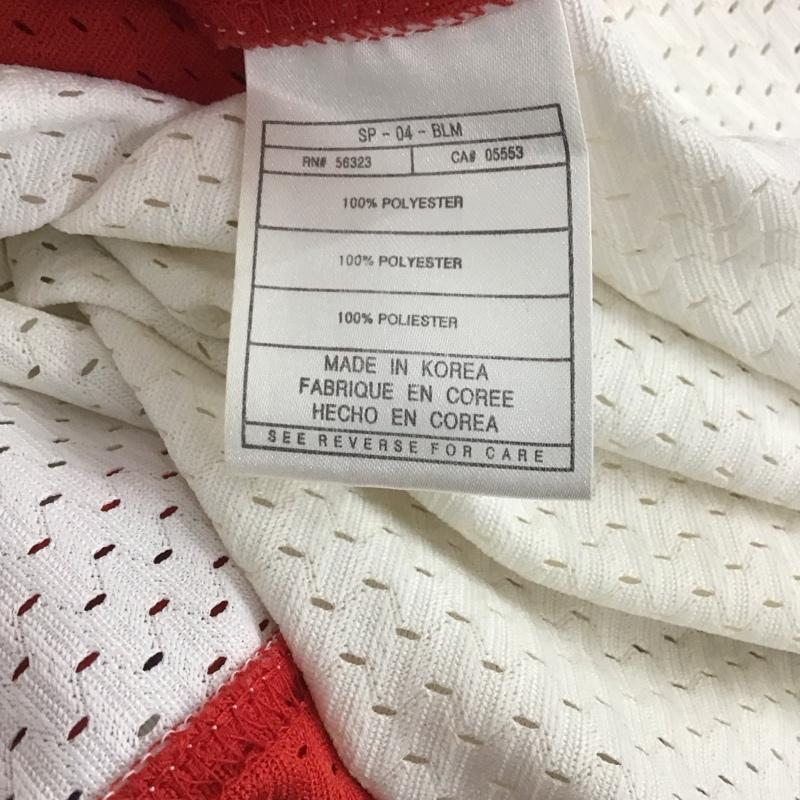 SP - 04 - BLM
RN# 56323 CA# 05553
100% POLYESTER
100% POLYESTER
100% POLIESTER
MADE IN KOREA
FABRIQUE EN COREE
HECHO EN COREA
SEE REVERSE FOR CARE